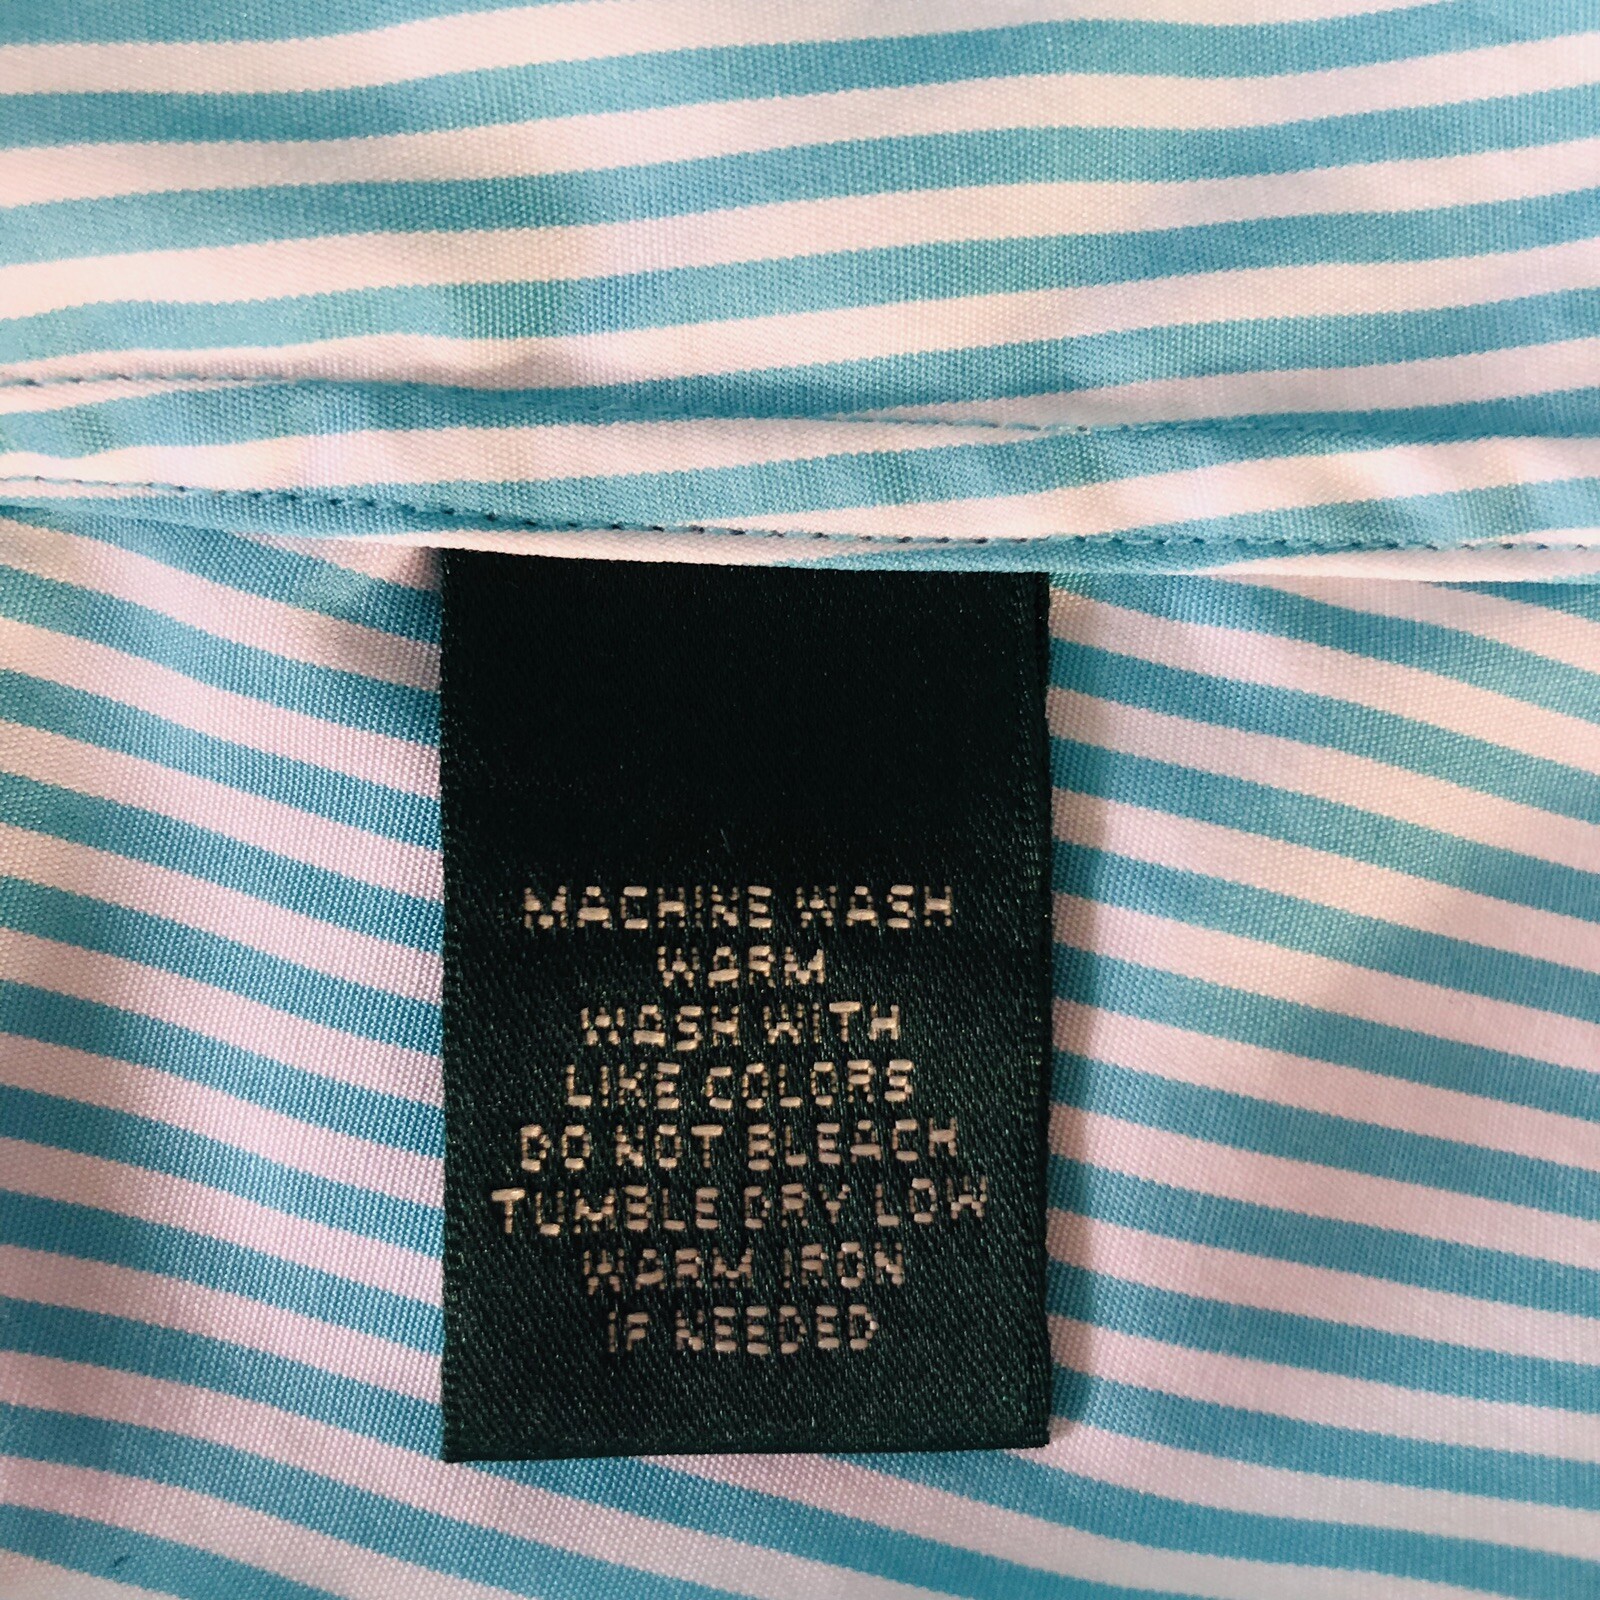 MACHINE WASH
WARM
WASH WITH
LIKE COLORS
DO NOT BLEACH
TUMBLE DRY LOW
WARM IRON
IF NEEDED